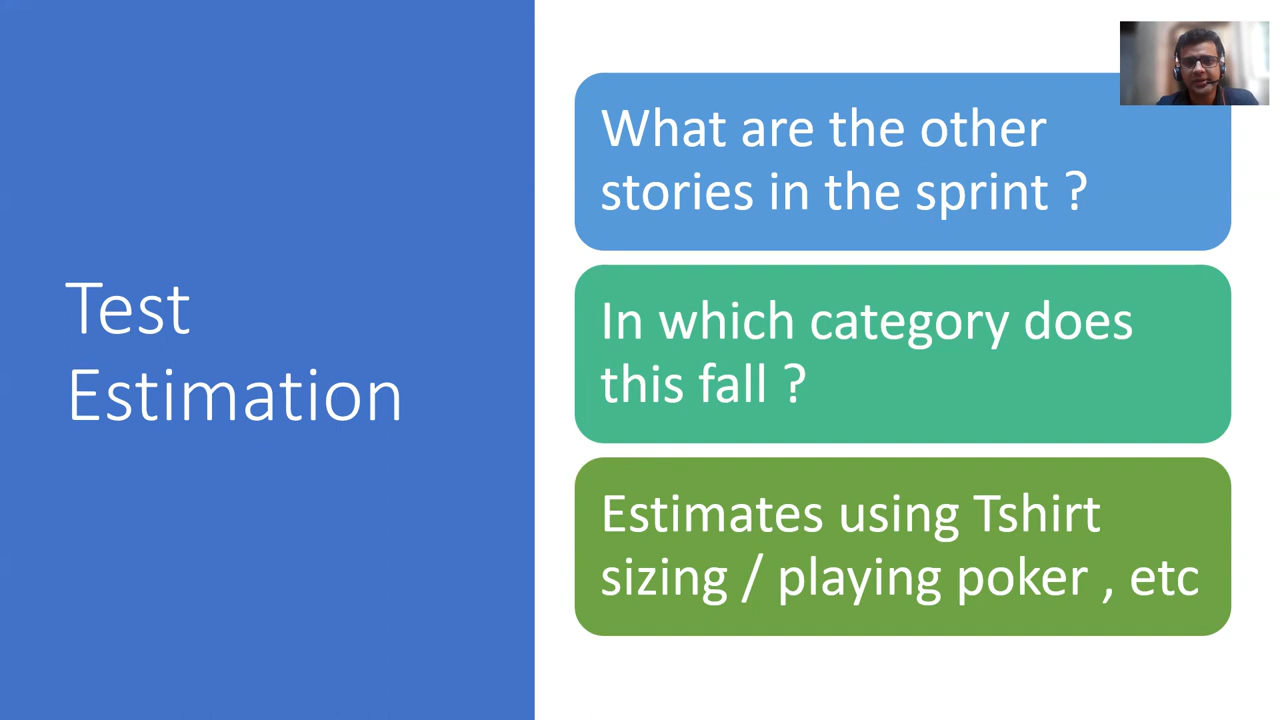 Test
Estimation
What are the other
stories in the sprint ?
In which category does
this fall ?
Estimates using Tshirt
sizing / playing poker , etc